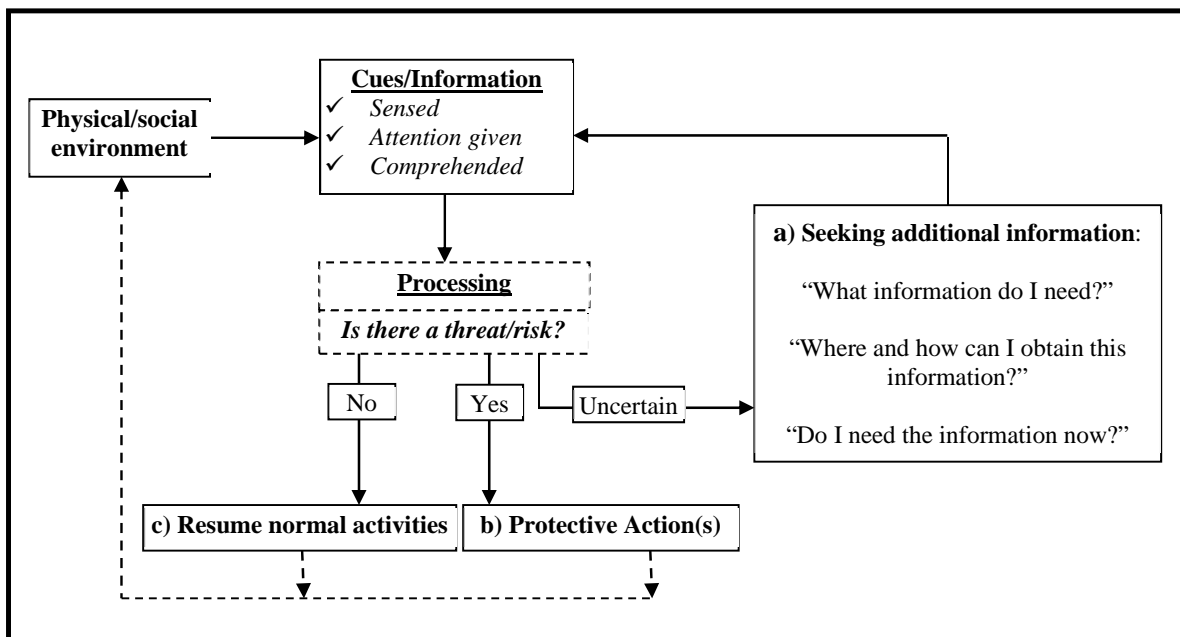 Cues/Information
✓ Sensed
✓ Attention given
✓ Comprehended
Physical/social
environment
a) Seeking additional information:
“What information do I need?”
“Where and how can I obtain this
information?”
“Do I need the information now?”
Processing
Is there a threat/risk?
No
Yes
Uncertain
c) Resume normal activities
b) Protective Action(s)